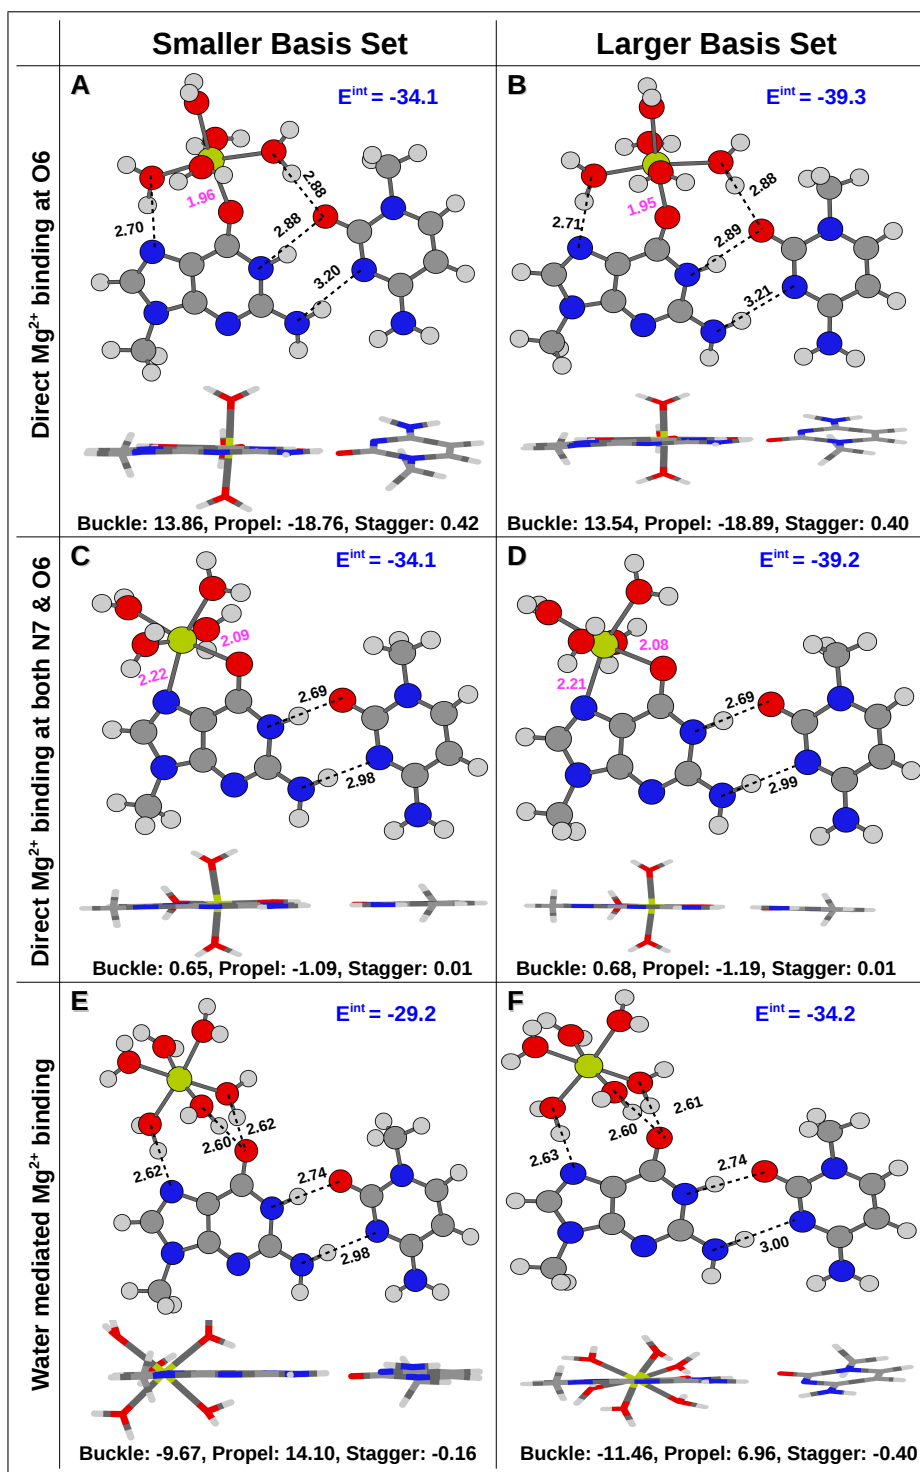 Smaller Basis Set
Larger Basis Set
Direct Mg²⁺ binding at O6
A
E^int = -34.1
1.96
2.70
2.88
2.88
3.20
Buckle: 13.86, Propel: -18.76, Stagger: 0.42
B
E^int = -39.3
1.95
2.71
2.88
2.89
3.21
Buckle: 13.54, Propel: -18.89, Stagger: 0.40
Direct Mg²⁺ binding at both N7 & O6
C
E^int = -34.1
2.09
2.22
2.69
2.98
Buckle: 0.65, Propel: -1.09, Stagger: 0.01
D
E^int = -39.2
2.08
2.21
2.69
2.99
Buckle: 0.68, Propel: -1.19, Stagger: 0.01
Water mediated Mg²⁺ binding
E
E^int = -29.2
2.62
2.60
2.62
2.74
2.98
Buckle: -9.67, Propel: 14.10, Stagger: -0.16
F
E^int = -34.2
2.61
2.60
2.63
2.74
3.00
Buckle: -11.46, Propel: 6.96, Stagger: -0.40